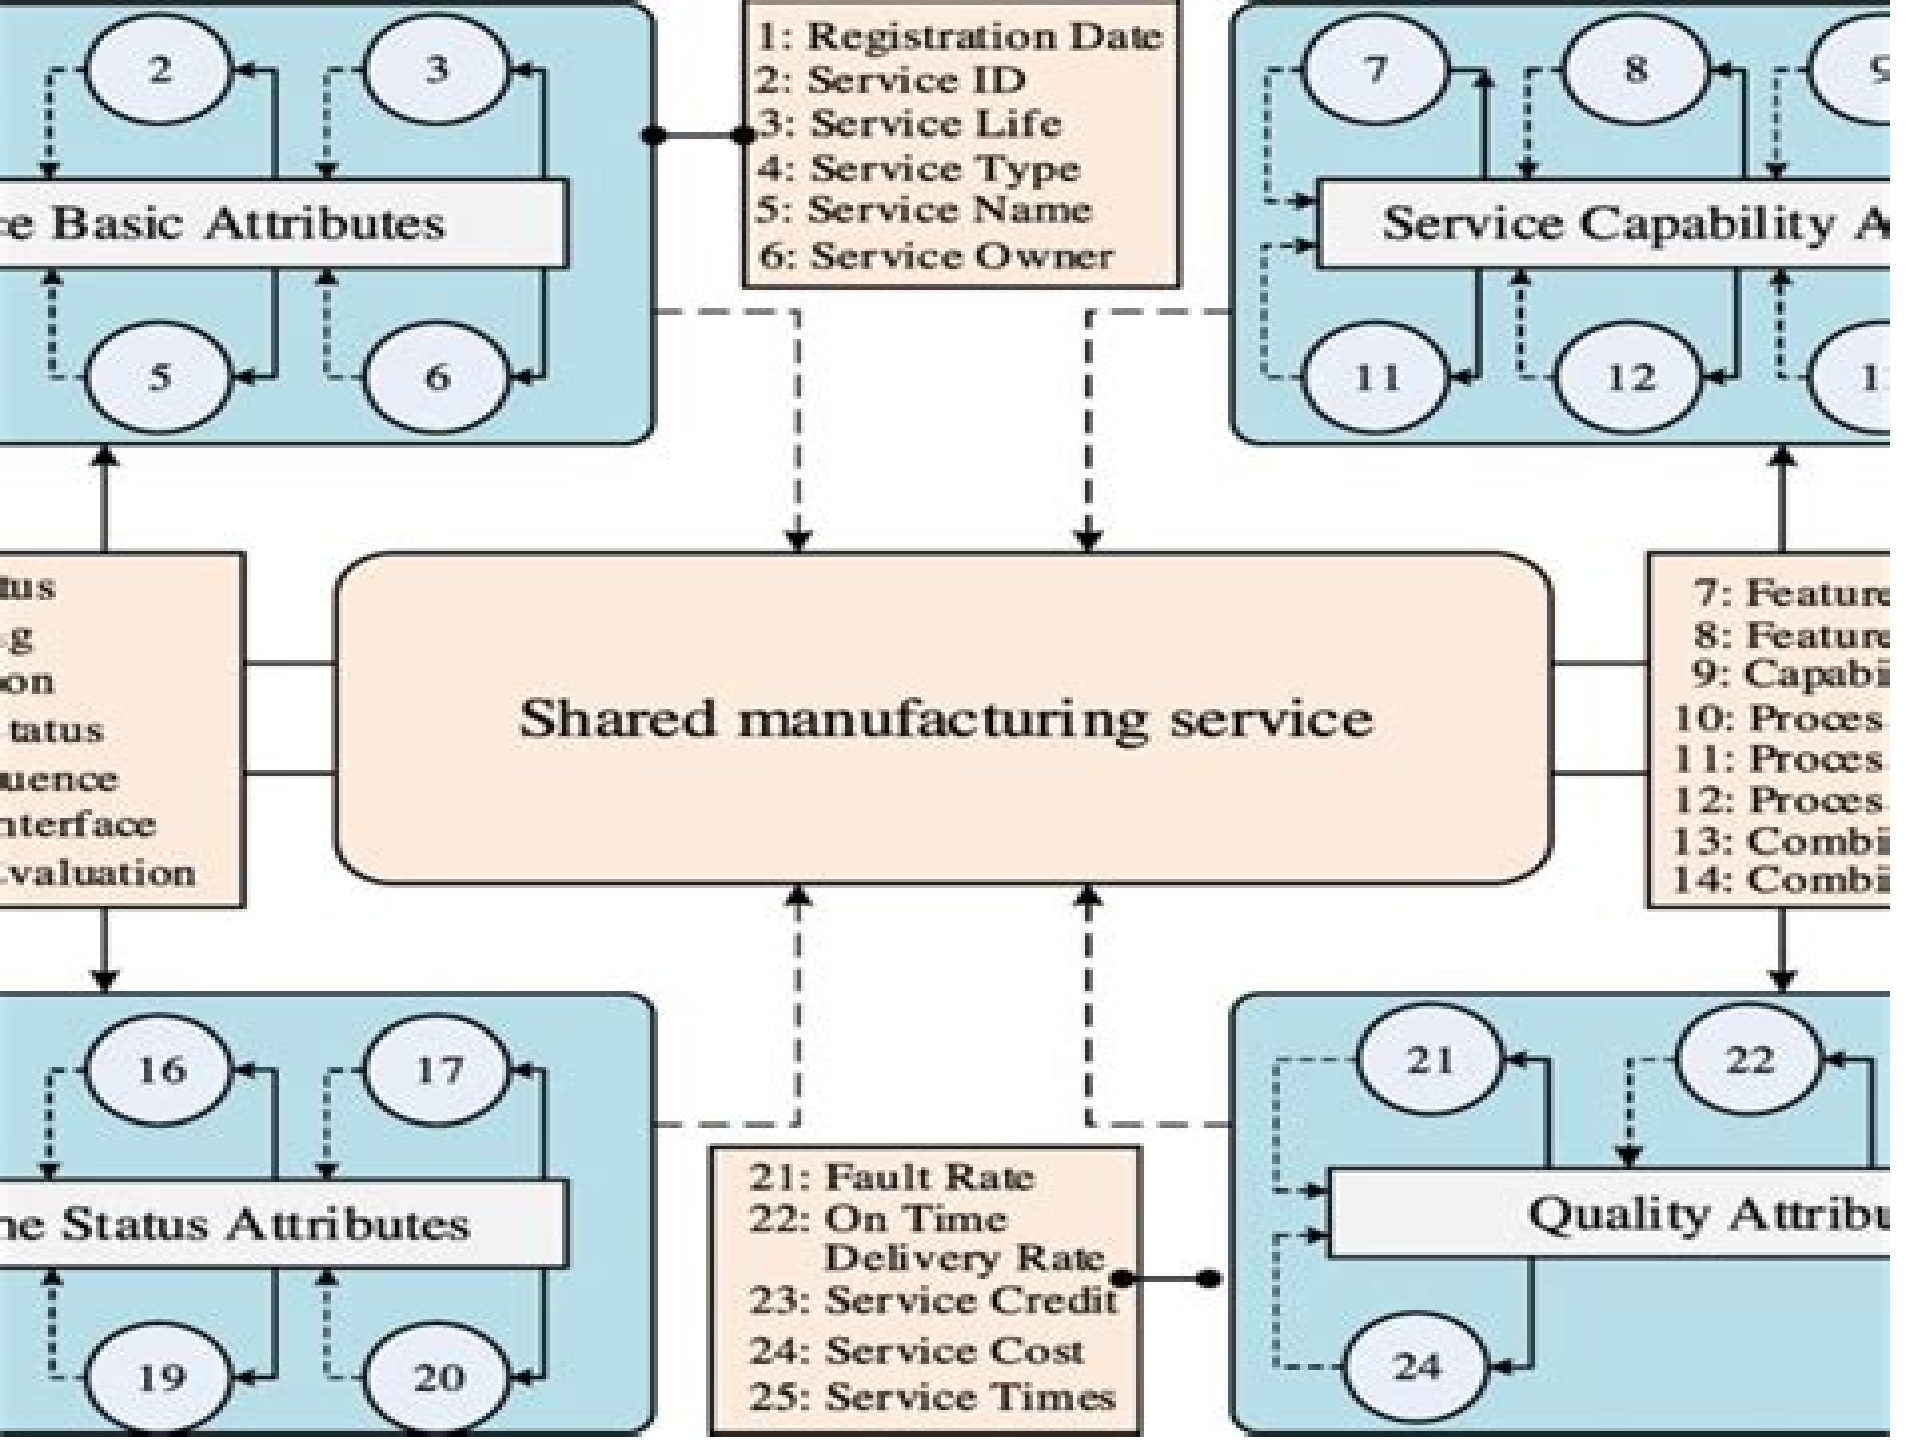 2
3
1: Registration Date
2: Service ID
3: Service Life
4: Service Type
5: Service Name
6: Service Owner
7
8
9
Basic Attributes
Service Capability
5
6
11
12
tus
g
on
tatus
uence
nterface
valuation
Shared manufacturing service
7: Feature
8: Feature
9: Capabi
10: Proces
11: Proces
12: Proces
13: Combi
14: Combi
16
17
21
22
Status Attributes
21: Fault Rate
22: On Time
Delivery Rate
23: Service Credit
24: Service Cost
25: Service Times
Quality Attribu
19
20
24